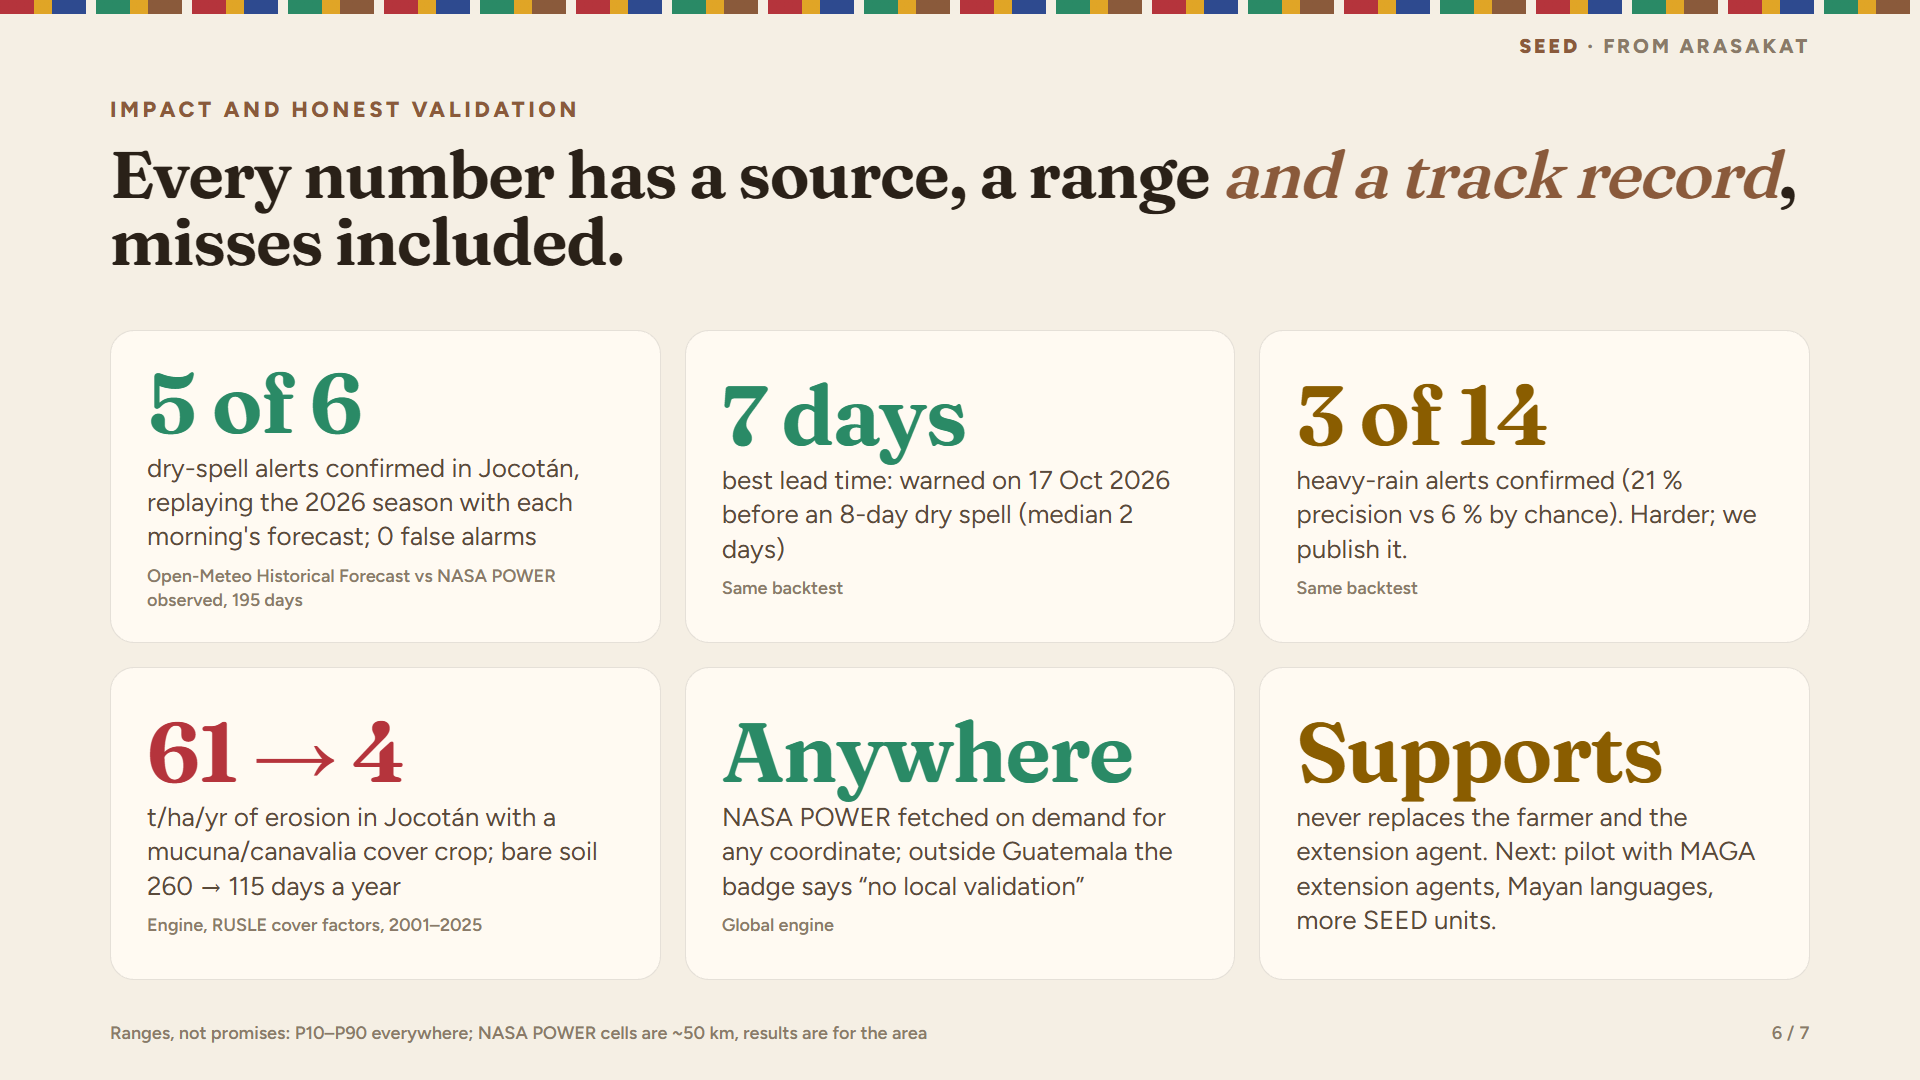 SEED · FROM ARASAKAT
IMPACT AND HONEST VALIDATION
Every number has a source, a range and a track record,
misses included.
5 of 6
dry-spell alerts confirmed in Jocotán,
replaying the 2026 season with each
morning's forecast; 0 false alarms
Open-Meteo Historical Forecast vs NASA POWER
observed, 195 days
7 days
best lead time: warned on 17 Oct 2026
before an 8-day dry spell (median 2
days)
Same backtest
3 of 14
heavy-rain alerts confirmed (21 %
precision vs 6 % by chance). Harder; we
publish it.
Same backtest
61 → 4
t/ha/yr of erosion in Jocotán with a
mucuna/canavalia cover crop; bare soil
260 → 115 days a year
Engine, RUSLE cover factors, 2001–2025
Anywhere
NASA POWER fetched on demand for
any coordinate; outside Guatemala the
badge says “no local validation”
Global engine
Supports
never replaces the farmer and the
extension agent. Next: pilot with MAGA
extension agents, Mayan languages,
more SEED units.
Ranges, not promises: P10–P90 everywhere; NASA POWER cells are ~50 km, results are for the area
6 / 7